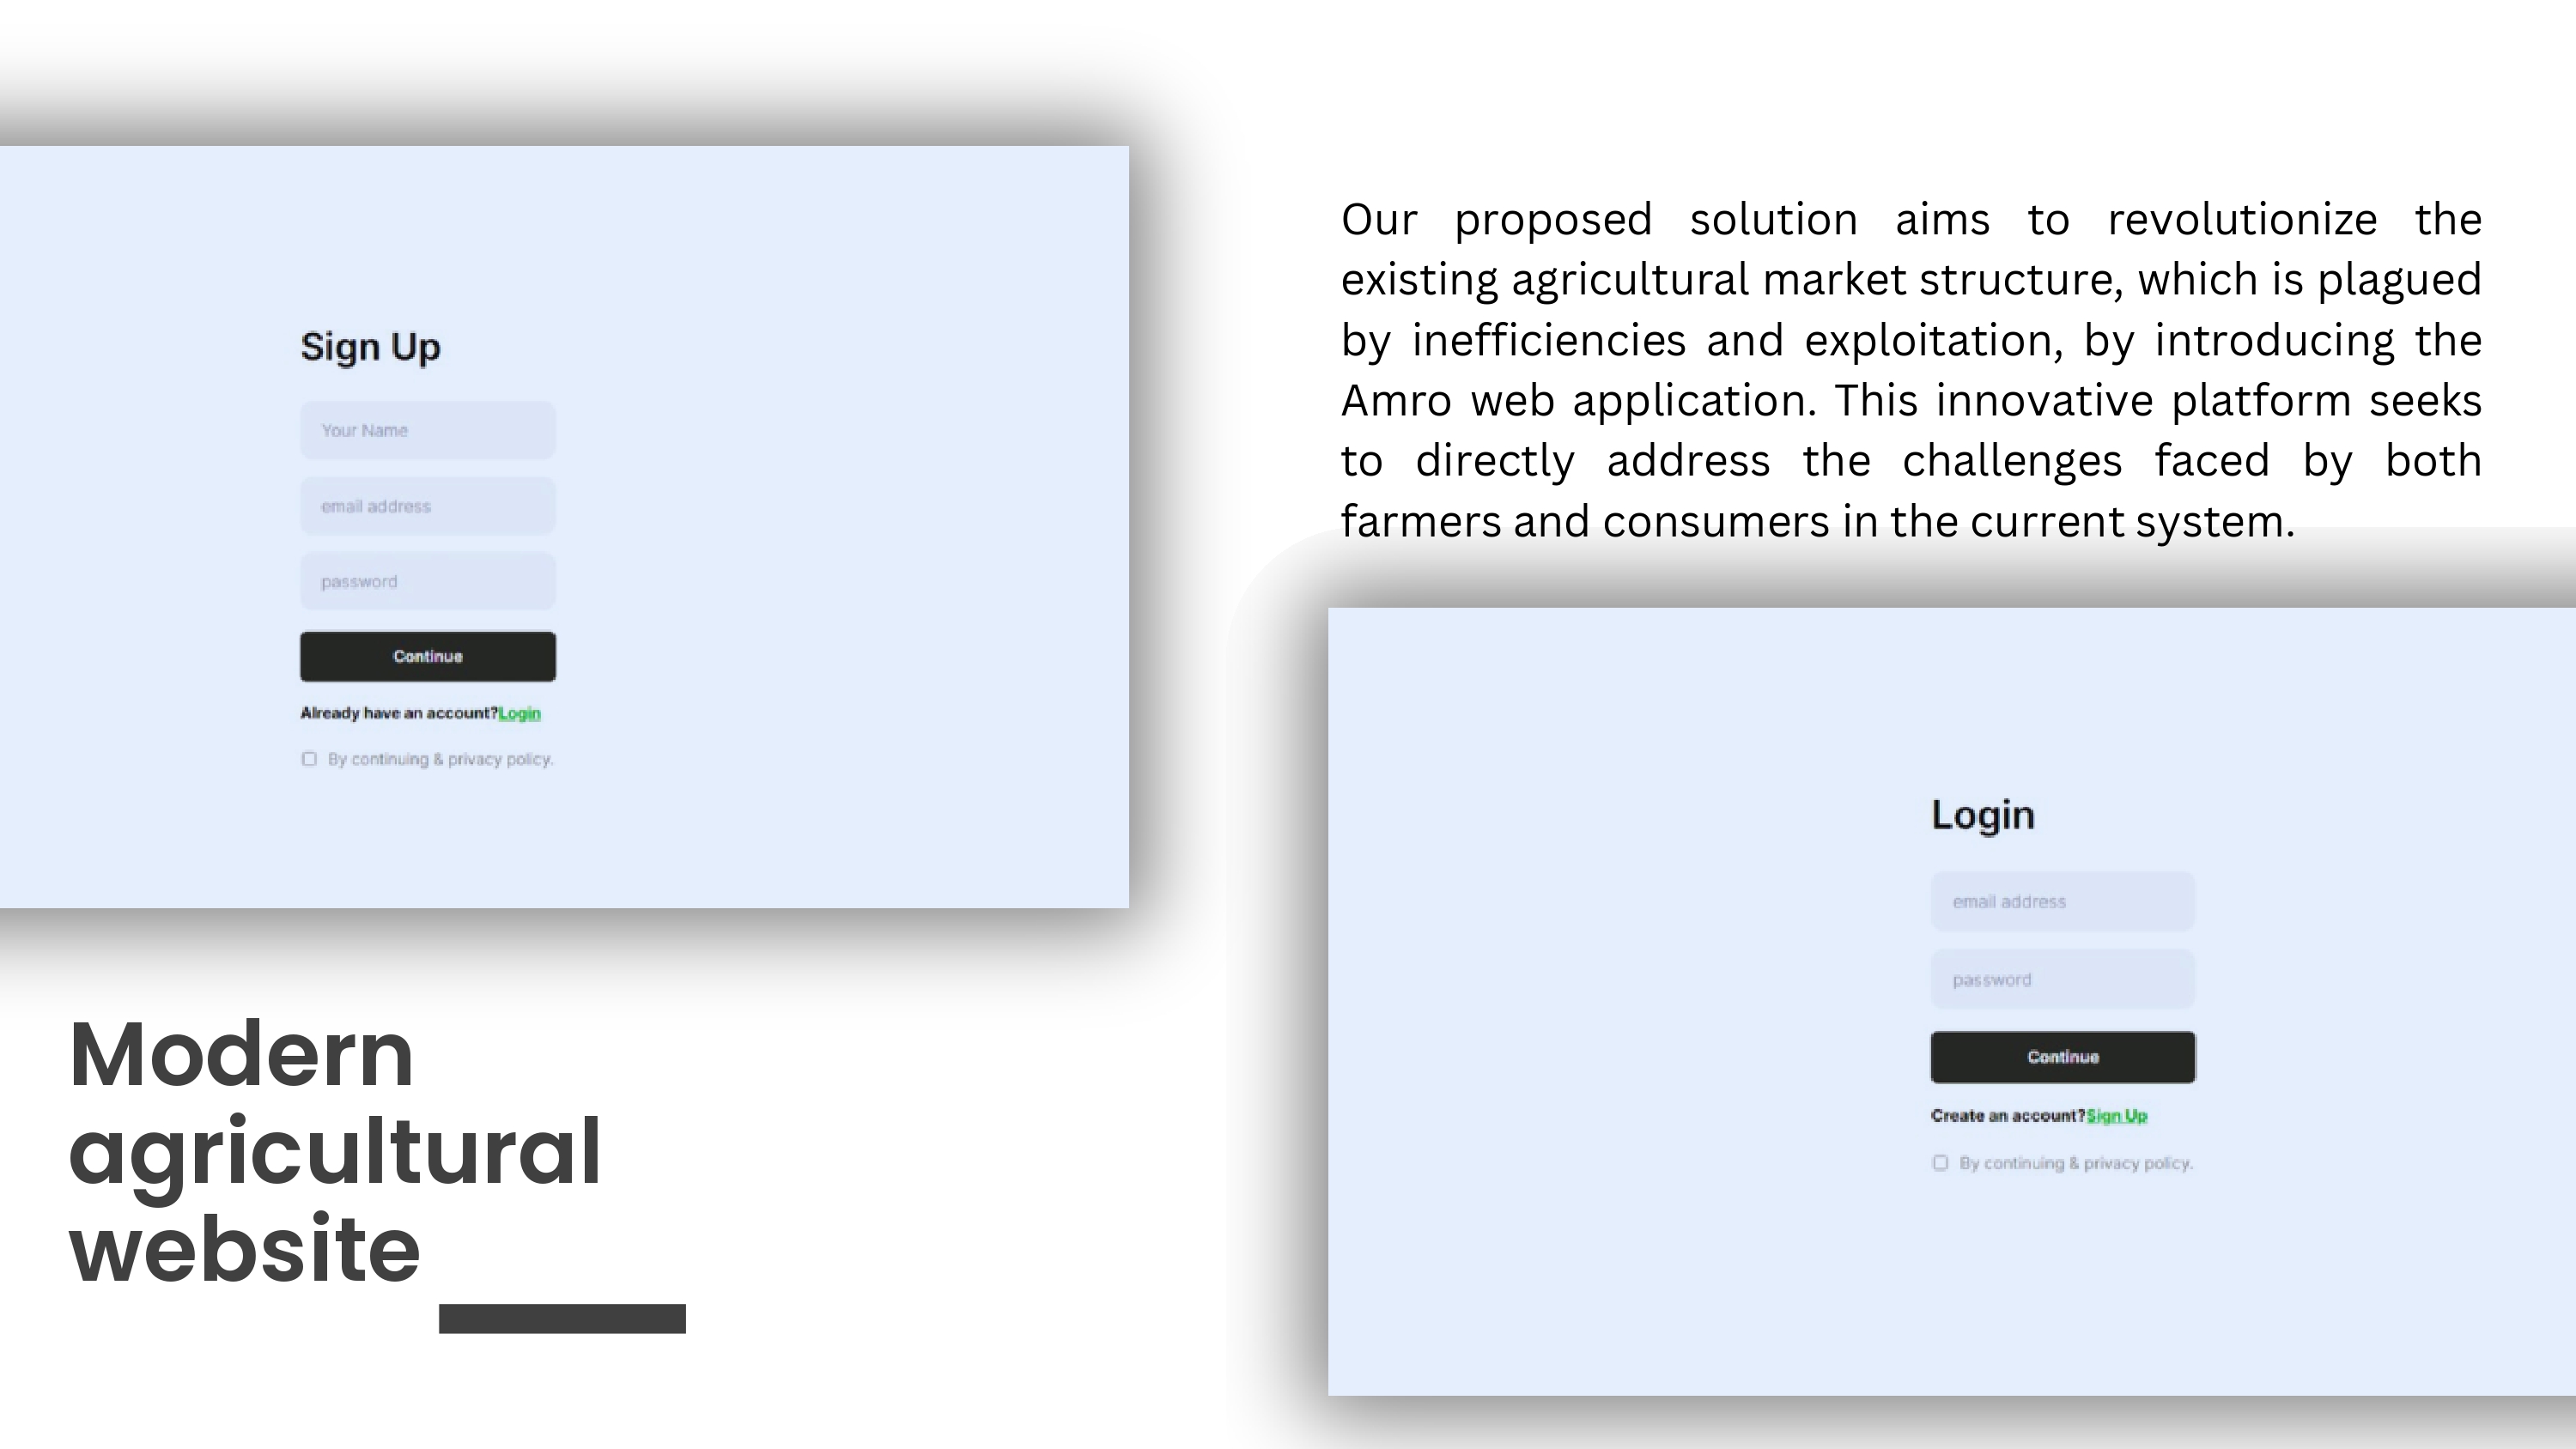 Sign Up
Your Name
email address
password
Continue
Already have an account?Login
By continuing & privacy policy.
Modern
agricultural
website
Our proposed solution aims to revolutionize the
existing agricultural market structure, which is plagued
by inefficiencies and exploitation, by introducing the
Amro web application. This innovative platform seeks
to directly address the challenges faced by both
farmers and consumers in the current system.
Login
email address
password
Continue
Create an account?Sign Up
By continuing & privacy policy.